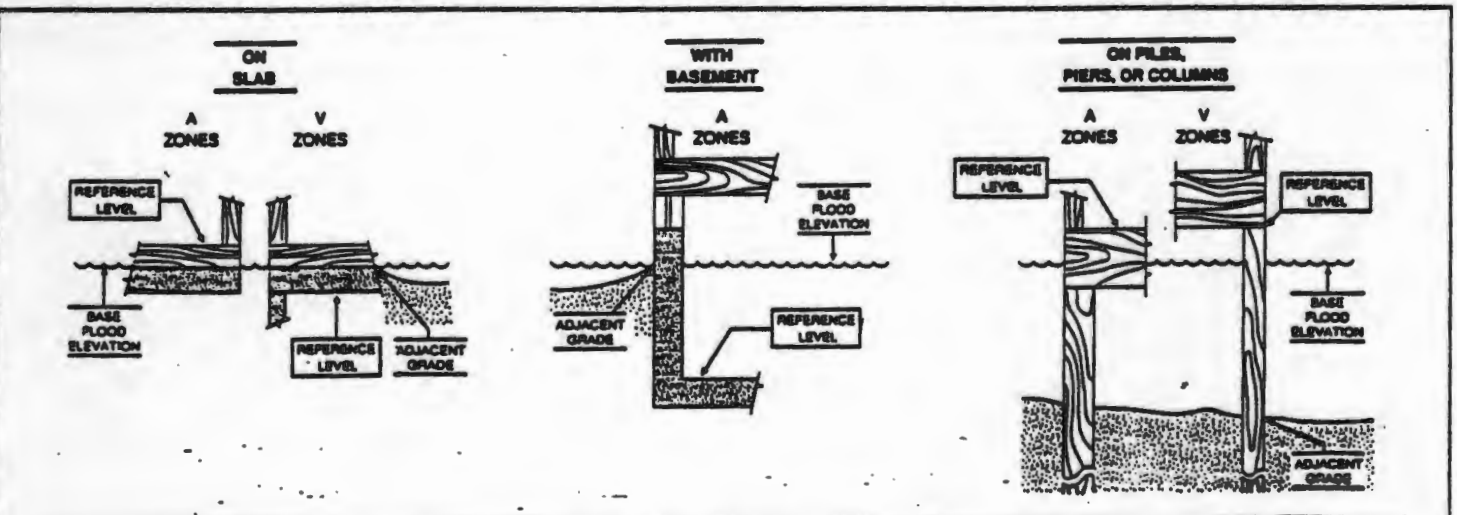 ON
SLAB
A
ZONES
V
ZONES
REFERENCE
LEVEL
BASE
FLOOD
ELEVATION
REFERENCE
LEVEL
ADJACENT
GRADE
WITH
BASEMENT
A
ZONES
BASE
FLOOD
ELEVATION
ADJACENT
GRADE
REFERENCE
LEVEL
ON PILES,
PIERS, OR COLUMNS
A
ZONES
V
ZONES
REFERENCE
LEVEL
REFERENCE
LEVEL
BASE
FLOOD
ELEVATION
ADJACENT
GRADE